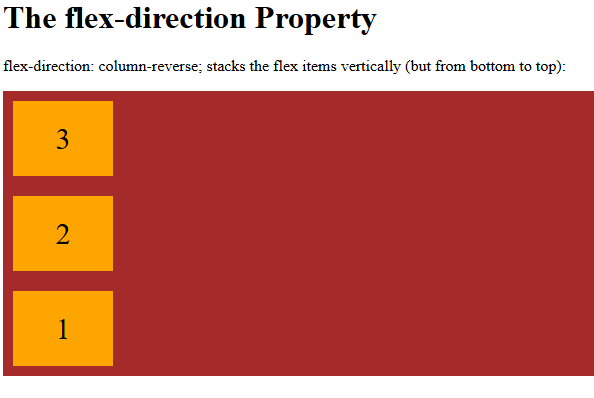 The flex-direction Property
flex-direction: column-reverse; stacks the flex items vertically (but from bottom to top):
3
2
1